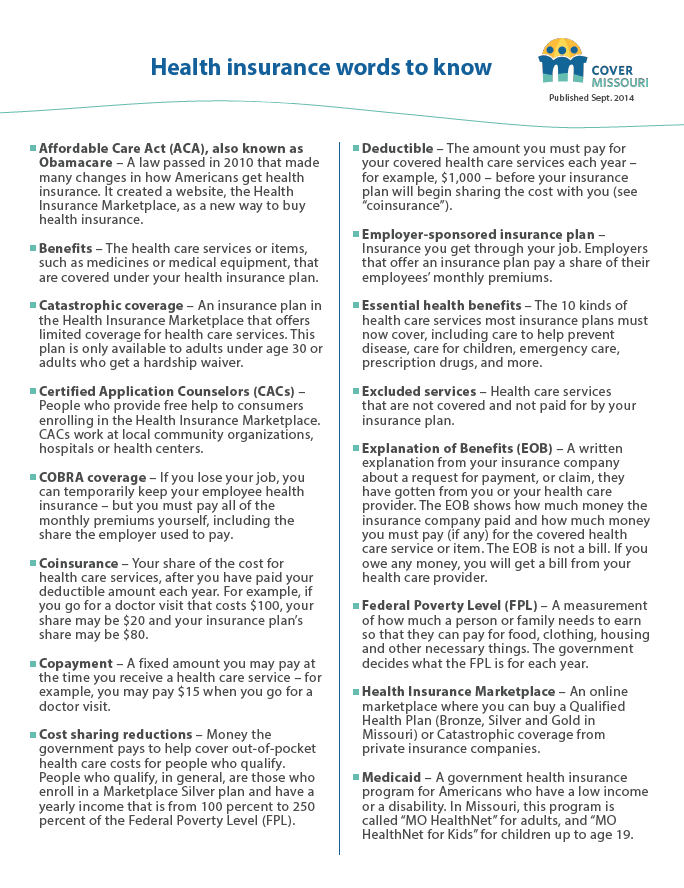 Health insurance words to know
COVER
MISSOURI
Published Sept. 2014
Affordable Care Act (ACA), also known as
Obamacare – A law passed in 2010 that made
many changes in how Americans get health
insurance. It created a website, the Health
Insurance Marketplace, as a new way to buy
health insurance.
Benefits – The health care services or items,
such as medicines or medical equipment, that
are covered under your health insurance plan.
Catastrophic coverage – An insurance plan in
the Health Insurance Marketplace that offers
limited coverage for health care services. This
plan is only available to adults under age 30 or
adults who get a hardship waiver.
Certified Application Counselors (CACs) –
People who provide free help to consumers
enrolling in the Health Insurance Marketplace.
CACs work at local community organizations,
hospitals or health centers.
COBRA coverage – If you lose your job, you
can temporarily keep your employee health
insurance – but you must pay all of the
monthly premiums yourself, including the
share the employer used to pay.
Coinsurance – Your share of the cost for
health care services, after you have paid your
deductible amount each year. For example, if
you go for a doctor visit that costs $100, your
share may be $20 and your insurance plan's
share may be $80.
Copayment – A fixed amount you may pay at
the time you receive a health care service – for
example, you may pay $15 when you go for a
doctor visit.
Cost sharing reductions – Money the
government pays to help cover out-of-pocket
health care costs for people who qualify.
People who qualify, in general, are those who
enroll in a Marketplace Silver plan and have a
yearly income that is from 100 percent to 250
percent of the Federal Poverty Level (FPL).
Deductible – The amount you must pay for
your covered health care services each year –
for example, $1,000 – before your insurance
plan will begin sharing the cost with you (see
“coinsurance”).
Employer-sponsored insurance plan –
Insurance you get through your job. Employers
that offer an insurance plan pay a share of their
employees’ monthly premiums.
Essential health benefits – The 10 kinds of
health care services most insurance plans must
now cover, including care to help prevent
disease, care for children, emergency care,
prescription drugs, and more.
Excluded services – Health care services
that are not covered and not paid for by your
insurance plan.
Explanation of Benefits (EOB) – A written
explanation from your insurance company
about a request for payment, or claim, they
have gotten from you or your health care
provider. The EOB shows how much money the
insurance company paid and how much money
you must pay (if any) for the covered health
care service or item. The EOB is not a bill. If you
owe any money, you will get a bill from your
health care provider.
Federal Poverty Level (FPL) – A measurement
of how much a person or family needs to earn
so that they can pay for food, clothing, housing
and other necessary things. The government
decides what the FPL is for each year.
Health Insurance Marketplace – An online
marketplace where you can buy a Qualified
Health Plan (Bronze, Silver and Gold in
Missouri) or Catastrophic coverage from
private insurance companies.
Medicaid – A government health insurance
program for Americans who have a low income
or a disability. In Missouri, this program is
called “MO HealthNet” for adults, and “MO
HealthNet for Kids” for children up to age 19.